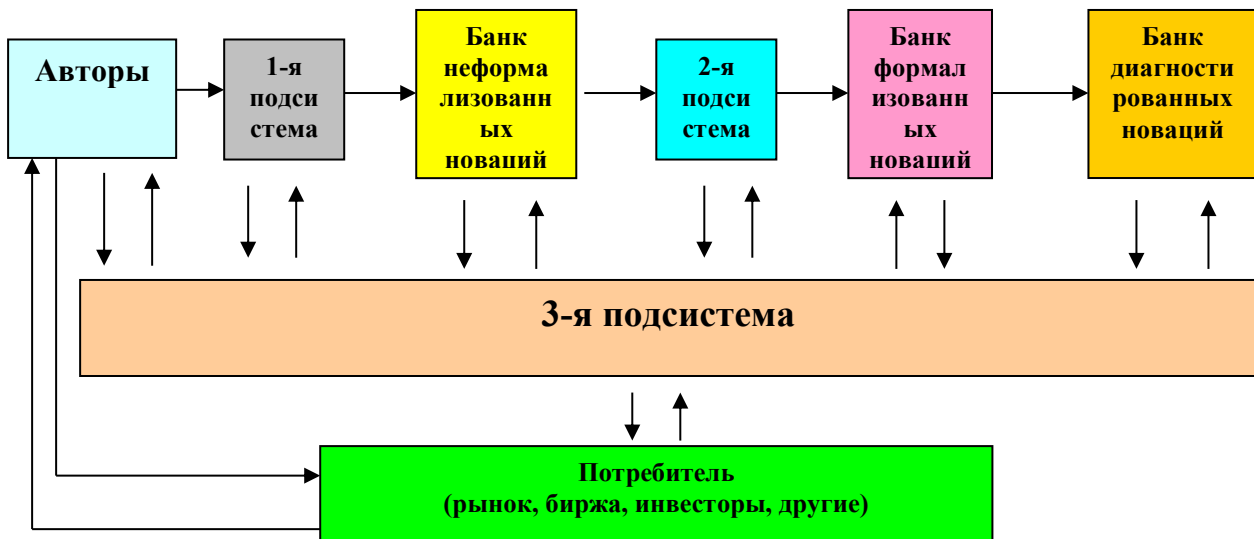 Авторы
1-я
подси
стема
Банк
неформа
лизованн
ых
новаций
2-я
подси
стема
Банк
формал
изованн
ых
новаций
Банк
диагности
рованных
новаций
3-я подсистема
Потребитель
(рынок, биржа, инвесторы, другие)